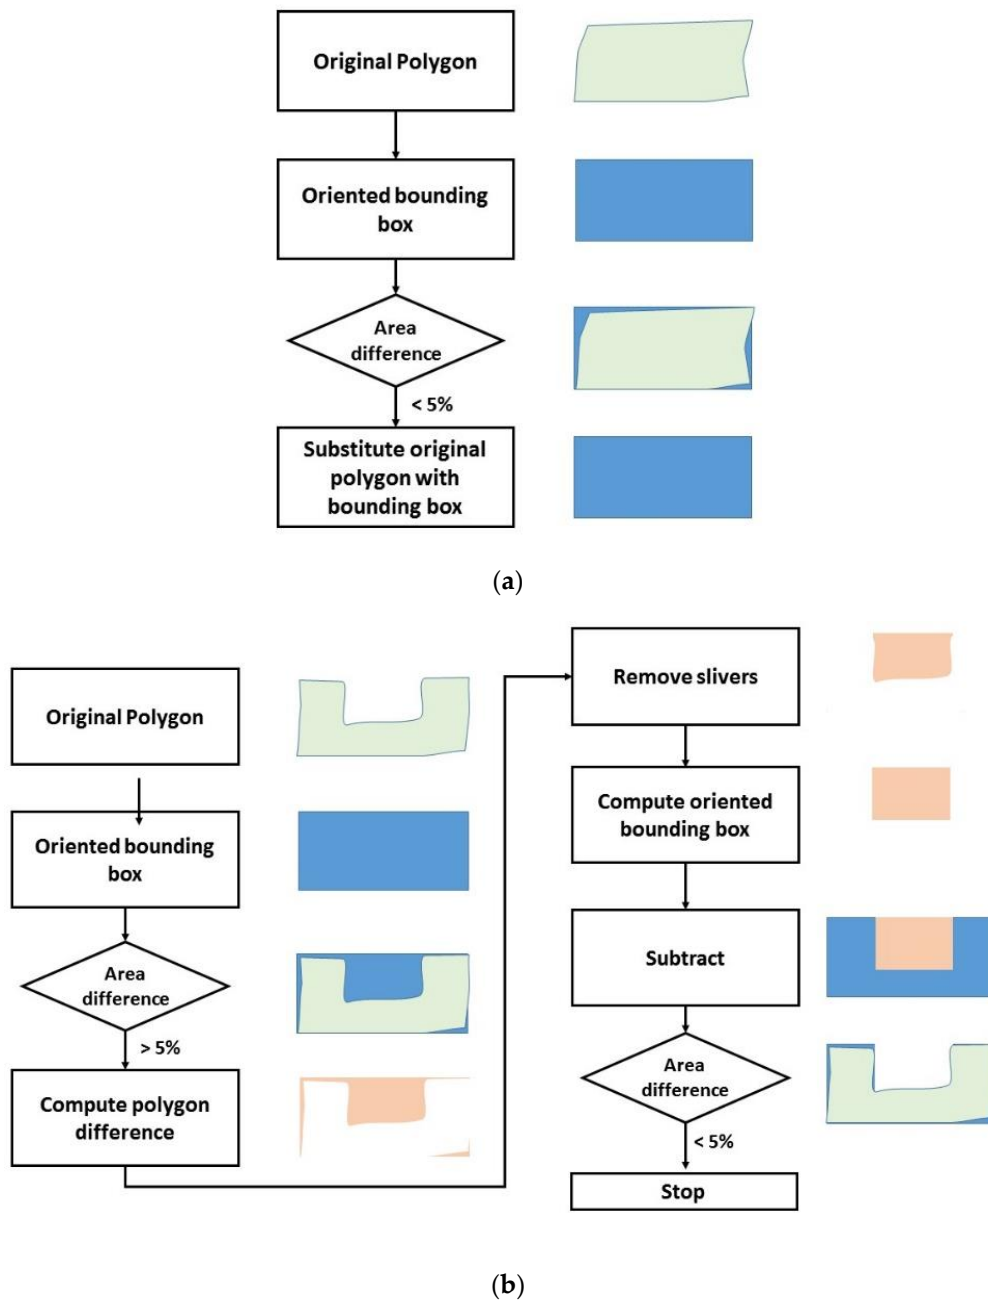 Original Polygon
Oriented bounding
box
Area
difference
< 5%
Substitute original
polygon with
bounding box
(a)
Original Polygon
Oriented bounding
box
Area
difference
> 5%
Compute polygon
difference
Remove slivers
Compute oriented
bounding box
Subtract
Area
difference
< 5%
Stop
(b)